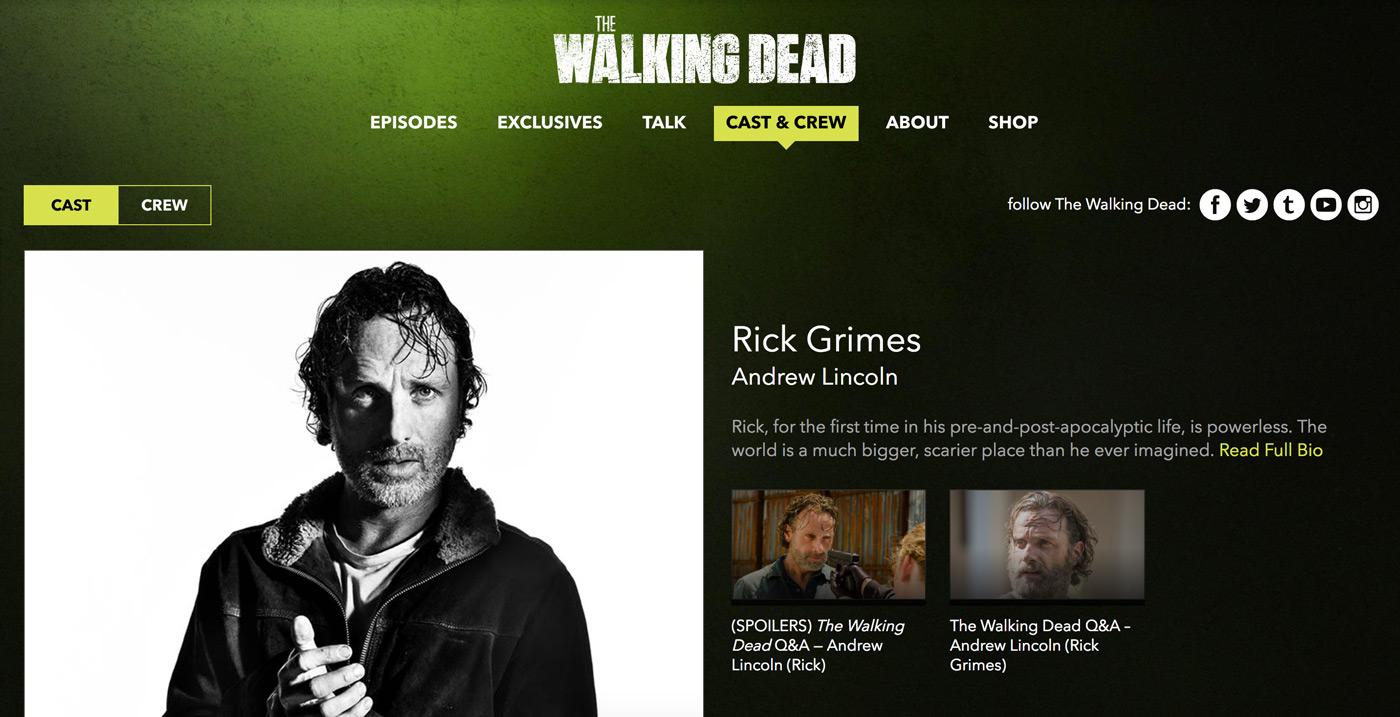 THE
WALKING DEAD
EPISODES EXCLUSIVES TALK CAST & CREW ABOUT SHOP
CAST CREW
follow The Walking Dead:
Rick Grimes
Andrew Lincoln
Rick, for the first time in his pre-and-post-apocalyptic life, is powerless. The
world is a much bigger, scarier place than he ever imagined. Read Full Bio
(SPOILERS) The Walking
Dead Q&A – Andrew
Lincoln (Rick)
The Walking Dead Q&A –
Andrew Lincoln (Rick
Grimes)